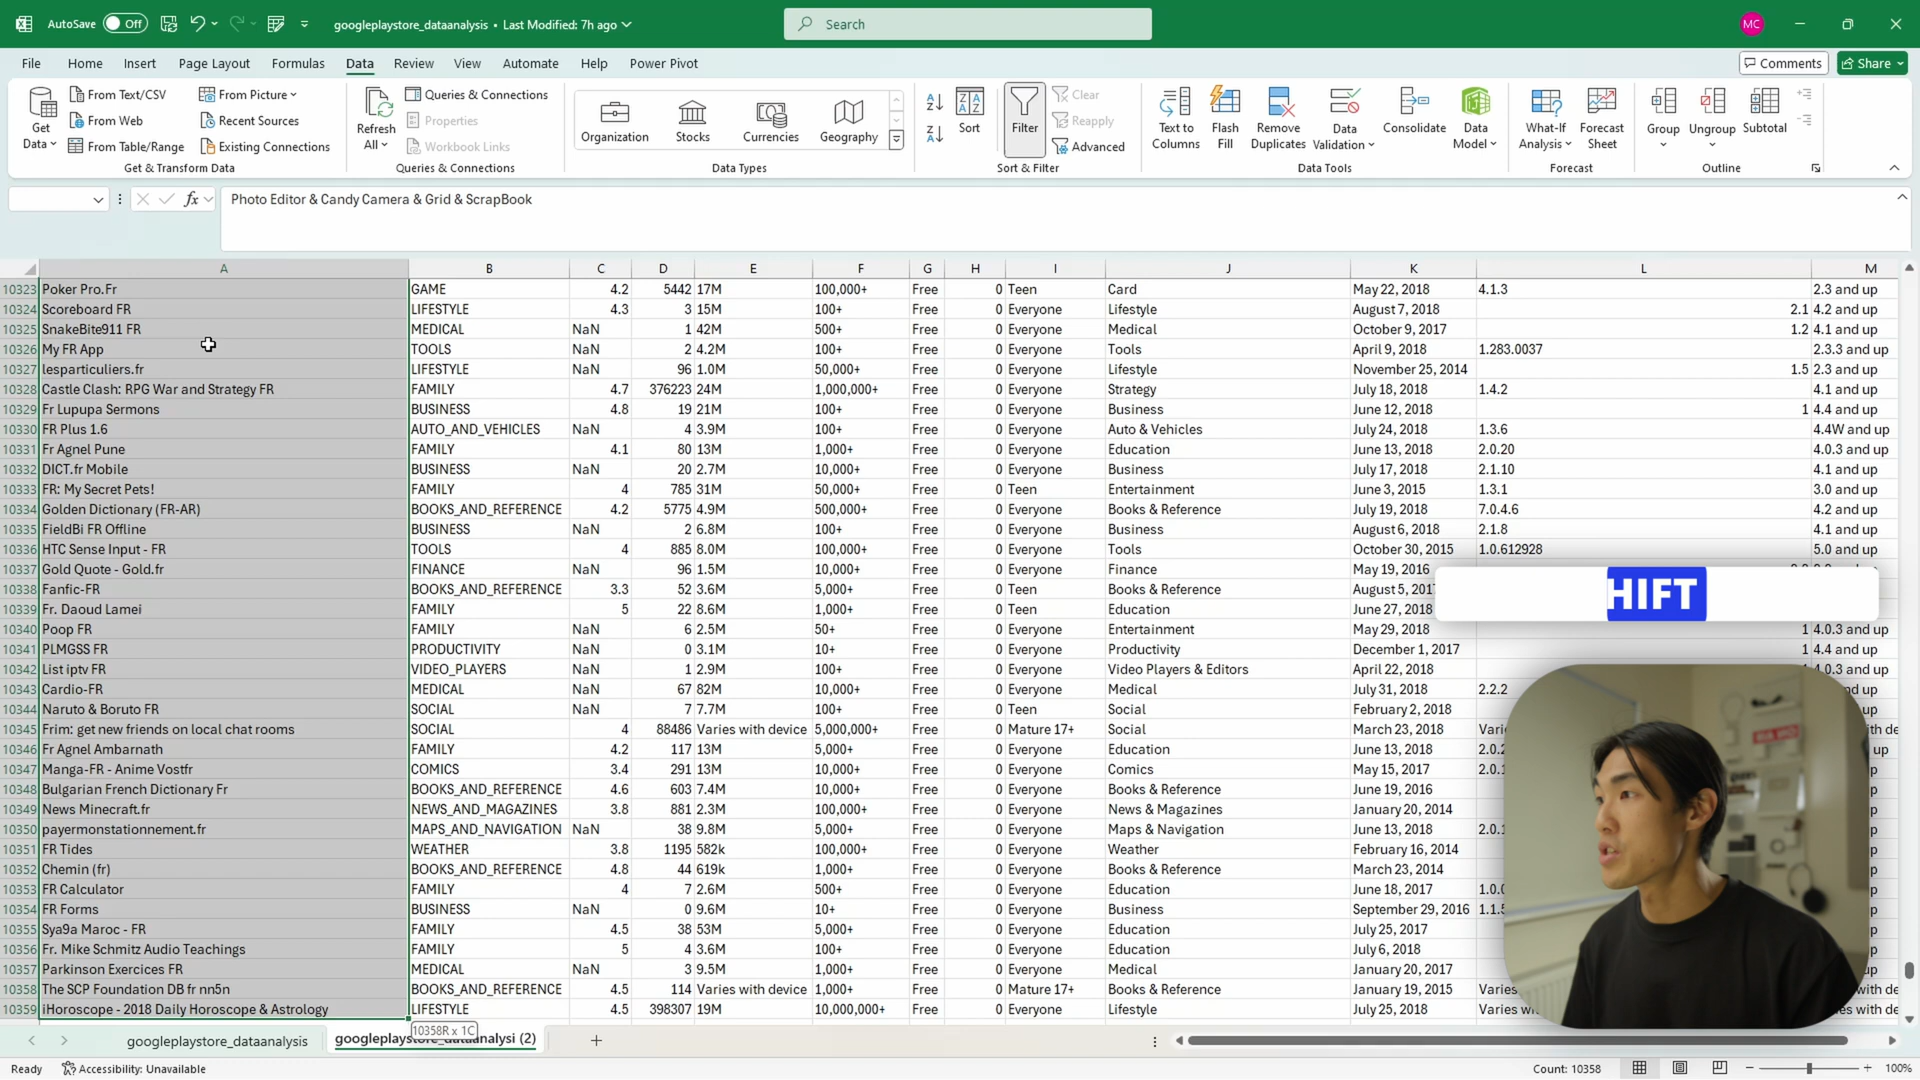 AutoSave Off googleplaystore_dataanalysis • Last Modified: 7h ago Search MC
File Home Insert Page Layout Formulas Data Review View Automate Help Power Pivot Comments Share
Get Data From Text/CSV From Web From Table/Range From Picture Recent Sources Existing Connections
Refresh All Queries & Connections Properties Workbook Links
Organization Stocks Currencies Geography
Sort Filter Clear Reapply Advanced
Text to Columns Flash Fill Remove Duplicates Data Validation Consolidate Data Model
What-If Analysis Forecast Sheet Group Ungroup Subtotal
Get & Transform Data Queries & Connections Data Types Sort & Filter Data Tools Forecast Outline
fx Photo Editor & Candy Camera & Grid & ScrapBook
A B C D E F G H I J K L M
10323 Poker Pro.Fr GAME 4.2 5442 17M 100,000+ Free 0 Teen Card May 22, 2018 4.1.3 2.3 and up
10324 Scoreboard FR LIFESTYLE 4.3 3 15M 100+ Free 0 Everyone Lifestyle August 7, 2018 2.1 4.2 and up
10325 SnakeBite911 FR MEDICAL NaN 1 42M 500+ Free 0 Everyone Medical October 9, 2017 1.2 4.1 and up
10326 My FR App TOOLS NaN 2 4.2M 100+ Free 0 Everyone Tools April 9, 2018 1.283.0037 2.3.3 and up
10327 lesparticuliers.fr LIFESTYLE NaN 96 1.0M 50,000+ Free 0 Everyone Lifestyle November 25, 2014 1.5 2.3 and up
10328 Castle Clash: RPG War and Strategy FR FAMILY 4.7 376223 24M 1,000,000+ Free 0 Everyone Strategy July 18, 2018 1.4.2 4.1 and up
10329 Fr Lupupa Sermons BUSINESS 4.8 19 21M 100+ Free 0 Everyone Business June 12, 2018 1 4.4 and up
10330 FR Plus 1.6 AUTO_AND_VEHICLES NaN 4 3.9M 100+ Free 0 Everyone Auto & Vehicles July 24, 2018 1.3.6 4.4W and up
10331 Fr Agnel Pune FAMILY 4.1 80 13M 1,000+ Free 0 Everyone Education June 13, 2018 2.0.20 4.0.3 and up
10332 DICT.fr Mobile BUSINESS NaN 20 2.7M 10,000+ Free 0 Everyone Business July 17, 2018 2.1.10 4.1 and up
10333 FR: My Secret Pets! FAMILY 4 785 31M 50,000+ Free 0 Teen Entertainment June 3, 2015 1.3.1 3.0 and up
10334 Golden Dictionary (FR-AR) BOOKS_AND_REFERENCE 4.2 5775 4.9M 500,000+ Free 0 Everyone Books & Reference July 19, 2018 7.0.4.6 4.2 and up
10335 FieldBi FR Offline BUSINESS NaN 2 6.8M 100+ Free 0 Everyone Business August 6, 2018 2.1.8 4.1 and up
10336 HTC Sense Input - FR TOOLS 4 885 8.0M 100,000+ Free 0 Everyone Tools October 30, 2015 1.0.612928 5.0 and up
10337 Gold Quote - Gold.fr FINANCE NaN 96 1.5M 10,000+ Free 0 Everyone Finance May 19, 2016
10338 Fanfic-FR BOOKS_AND_REFERENCE 3.3 52 3.6M 5,000+ Free 0 Teen Books & Reference August 5, HIFT
10339 Fr. Daoud Lamei FAMILY 5 22 8.6M 1,000+ Free 0 Teen Education June 27, 2018
10340 Poop FR FAMILY NaN 6 2.5M 50+ Free 0 Everyone Entertainment May 29, 2018 1 4.0.3 and up
10341 PLMGSS FR PRODUCTIVITY NaN 0 3.1M 10+ Free 0 Everyone Productivity December 1, 2017 1 4.4 and up
10342 List iptv FR VIDEO_PLAYERS NaN 1 2.9M 100+ Free 0 Everyone Video Players & Editors April 22, 2018 4.0.3 and up
10343 Cardio-FR MEDICAL NaN 67 82M 10,000+ Free 0 Everyone Medical July 31, 2018 2.2.2 and up
10344 Naruto & Boruto FR SOCIAL NaN 7 7.7M 100+ Free 0 Teen Social February 2, 2018 up
10345 Frim: get new friends on local chat rooms SOCIAL 4 88486 Varies with device 5,000,000+ Free 0 Mature 17+ Social March 23, 2018 Vari th de
10346 Fr Agnel Ambarnath FAMILY 4.2 117 13M 5,000+ Free 0 Everyone Education June 13, 2018 2.0. up
10347 Manga-FR - Anime Vostfr COMICS 3.4 291 13M 10,000+ Free 0 Everyone Comics May 15, 2017 2.0. p
10348 Bulgarian French Dictionary Fr BOOKS_AND_REFERENCE 4.6 603 7.4M 10,000+ Free 0 Everyone Books & Reference June 19, 2016 p
10349 News Minecraft.fr NEWS_AND_MAGAZINES 3.8 881 2.3M 100,000+ Free 0 Everyone News & Magazines January 20, 2014 p
10350 payermonstationnement.fr MAPS_AND_NAVIGATION NaN 38 9.8M 5,000+ Free 0 Everyone Maps & Navigation June 13, 2018 2.0. p
10351 FR Tides WEATHER 3.8 1195 582k 100,000+ Free 0 Everyone Weather February 16, 2014 p
10352 Chemin (fr) BOOKS_AND_REFERENCE 4.8 44 619k 1,000+ Free 0 Everyone Books & Reference March 23, 2014 p
10353 FR Calculator FAMILY 4 7 2.6M 500+ Free 0 Everyone Education June 18, 2017 1.0. p
10354 FR Forms BUSINESS NaN 0 9.6M 10+ Free 0 Everyone Business September 29, 2016 1.1. p
10355 Sya9a Maroc - FR FAMILY 4.5 38 53M 5,000+ Free 0 Everyone Education July 25, 2017 p
10356 Fr. Mike Schmitz Audio Teachings FAMILY 5 4 3.6M 100+ Free 0 Everyone Education July 6, 2018 p
10357 Parkinson Exercices FR MEDICAL NaN 3 9.5M 1,000+ Free 0 Everyone Medical January 20, 2017 up
10358 The SCP Foundation DB fr nn5n BOOKS_AND_REFERENCE 4.5 114 Varies with device 1,000+ Free 0 Mature 17+ Books & Reference January 19, 2015 Varies th de
10359 iHoroscope - 2018 Daily Horoscope & Astrology LIFESTYLE 4.5 398307 19M 10,000,000+ Free 0 Everyone Lifestyle July 25, 2018 Varies es with de
10358R x 1C
googleplaystore_dataanalysis googleplaystore_dataanalysi (2)
Ready Accessibility: Unavailable Count: 10358 100%